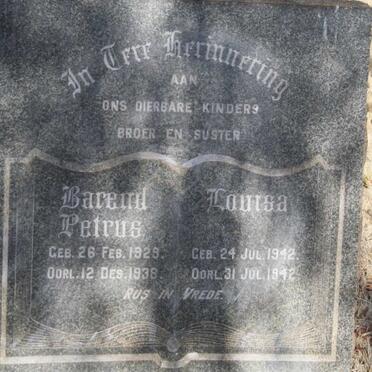 In Tere Herinnering
AAN
ONS DIERBARE KINDERS
BROER EN SUSTER
Barend
Petrus
GEB. 26 FEB. 1929.
OORL. 12 DES. 1938.
Louisa
GEB. 24 JUL. 1942.
OORL. 31 JUL. 1942
RUS IN VREDE.